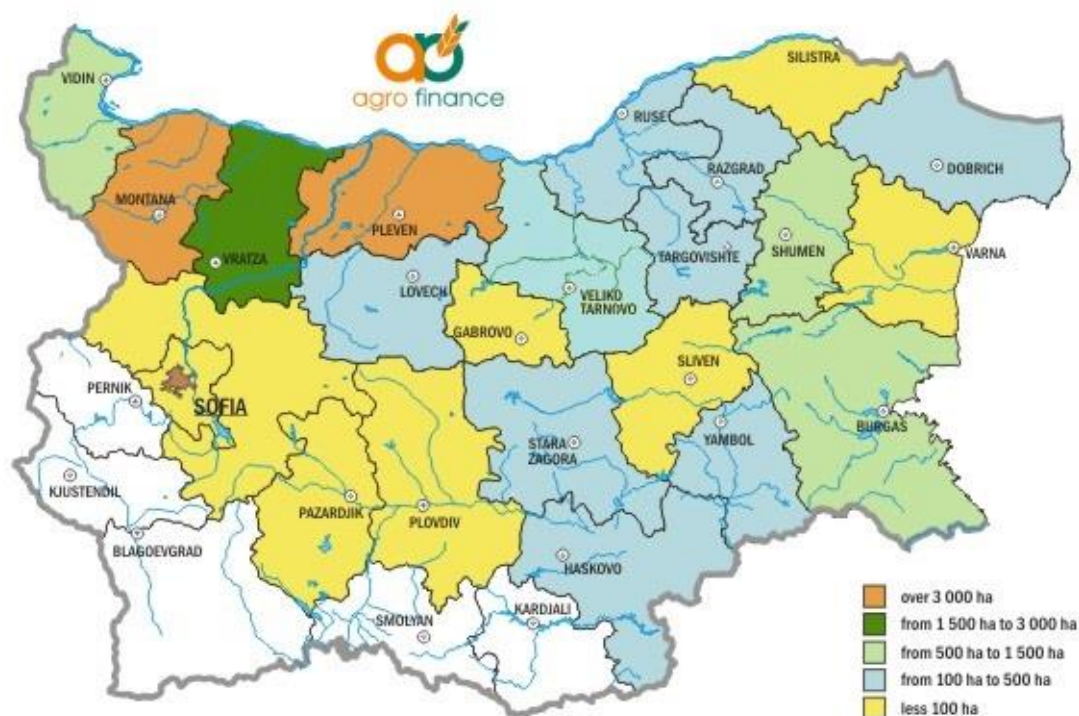 agro finance
SILISTRA
VIDIN
RUSE
DOBRICH
RAZGRAD
MONTANA
PLEVEN
VARNA
SHUMEN
TARGOVISHTE
VRATZA
LOVECH
VELIKO
TARNOVO
GABROVO
SLIVEN
PERNIK
SOFIA
BURGAS
YAMBOL
STARA
ZAGORA
KJUSTENDIL
PAZARDJIK
PLOVDIV
BLAGOEVGRAD
HASKOVO
KARDJALI
SMOLYAN
over 3 000 ha
from 1 500 ha to 3 000 ha
from 500 ha to 1 500 ha
from 100 ha to 500 ha
less 100 ha